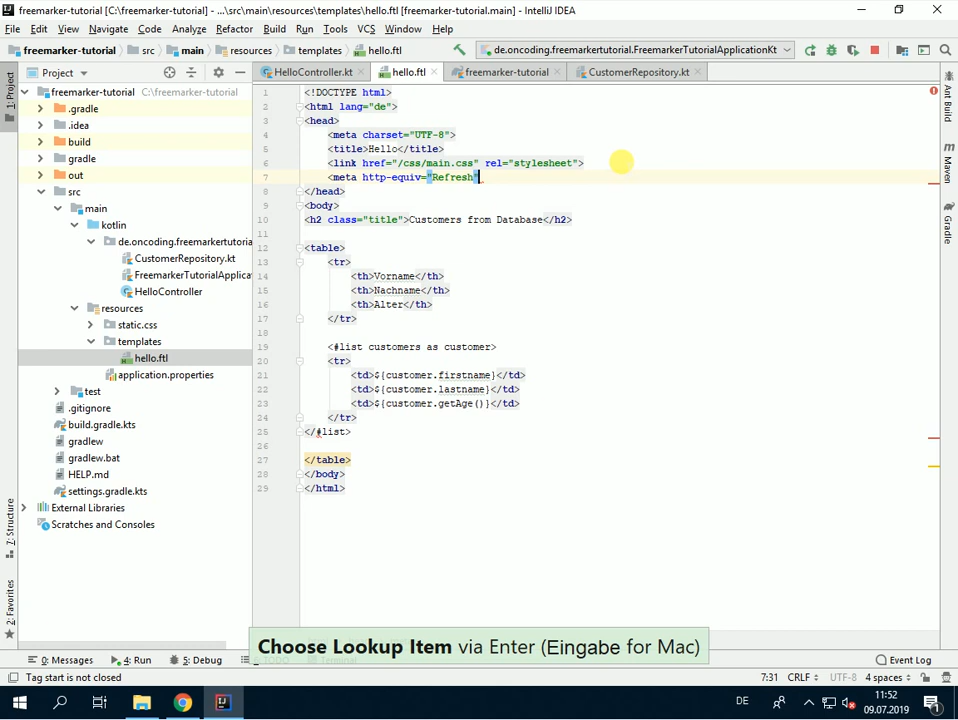 freemarker-tutorial [C:\freemarker-tutorial] - ...\src\main\resources\templates\hello.ftl [freemarker-tutorial.main] - IntelliJ IDEA
File Edit View Navigate Code Analyze Refactor Build Run Tools VCS Window Help
freemarker-tutorial src main resources templates hello.ftl de.oncoding.freemarkertutorial.FreemarkerTutorialApplicationKt
Project HelloController.kt hello.ftl freemarker-tutorial CustomerRepository.kt
1: Project
7: Structure
2: Favorites
Ant Build
Maven
Gradle
freemarker-tutorial C:\freemarker-tutorial
.gradle
.idea
build
gradle
out
src
main
kotlin
de.oncoding.freemarkertutoria
CustomerRepository.kt
FreemarkerTutorialApplica
HelloController
resources
static.css
templates
hello.ftl
application.properties
test
.gitignore
build.gradle.kts
gradlew
gradlew.bat
HELP.md
settings.gradle.kts
External Libraries
Scratches and Consoles
1 <!DOCTYPE html>
2 <html lang="de">
3 <head>
4 <meta charset="UTF-8">
5 <title>Hello</title>
6 <link href="/css/main.css" rel="stylesheet">
7 <meta http-equiv="Refresh"
8 </head>
9 <body>
10 <h2 class="title">Customers from Database</h2>
11
12 <table>
13 <tr>
14 <th>Vorname</th>
15 <th>Nachname</th>
16 <th>Alter</th>
17 </tr>
18
19 <#list customers as customer>
20 <tr>
21 <td>${customer.firstname}</td>
22 <td>${customer.lastname}</td>
23 <td>${customer.getAge()}</td>
24 </tr>
25 </#list>
26
27 </table>
28 </body>
29 </html>
Choose Lookup Item via Enter (Eingabe for Mac)
0: Messages 4: Run 5: Debug Terminal Event Log
Tag start is not closed 7:31 CRLF UTF-8 4 spaces
DE 11:52
09.07.2019
1